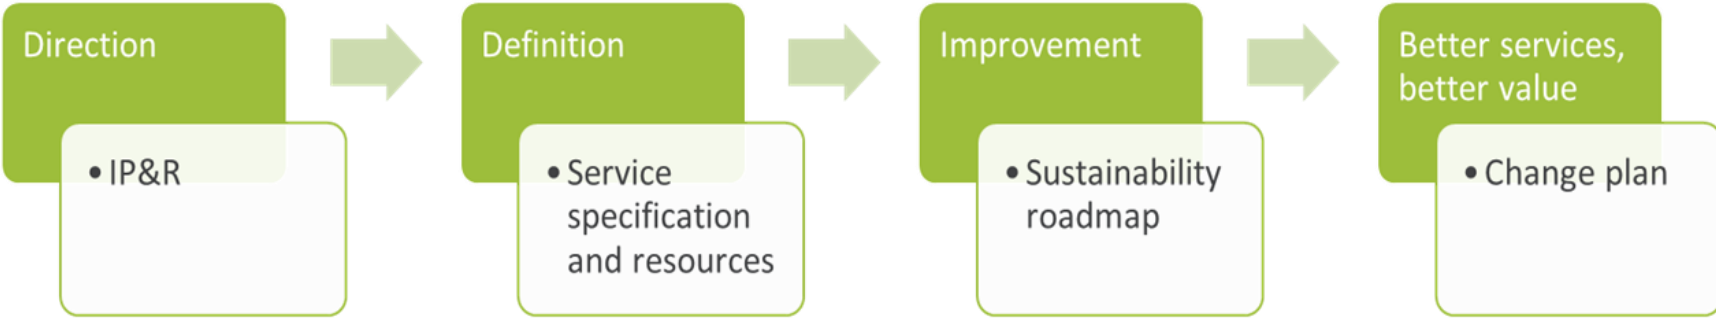 Direction
• IP&R
Definition
• Service
specification
and resources
Improvement
• Sustainability
roadmap
Better services,
better value
• Change plan